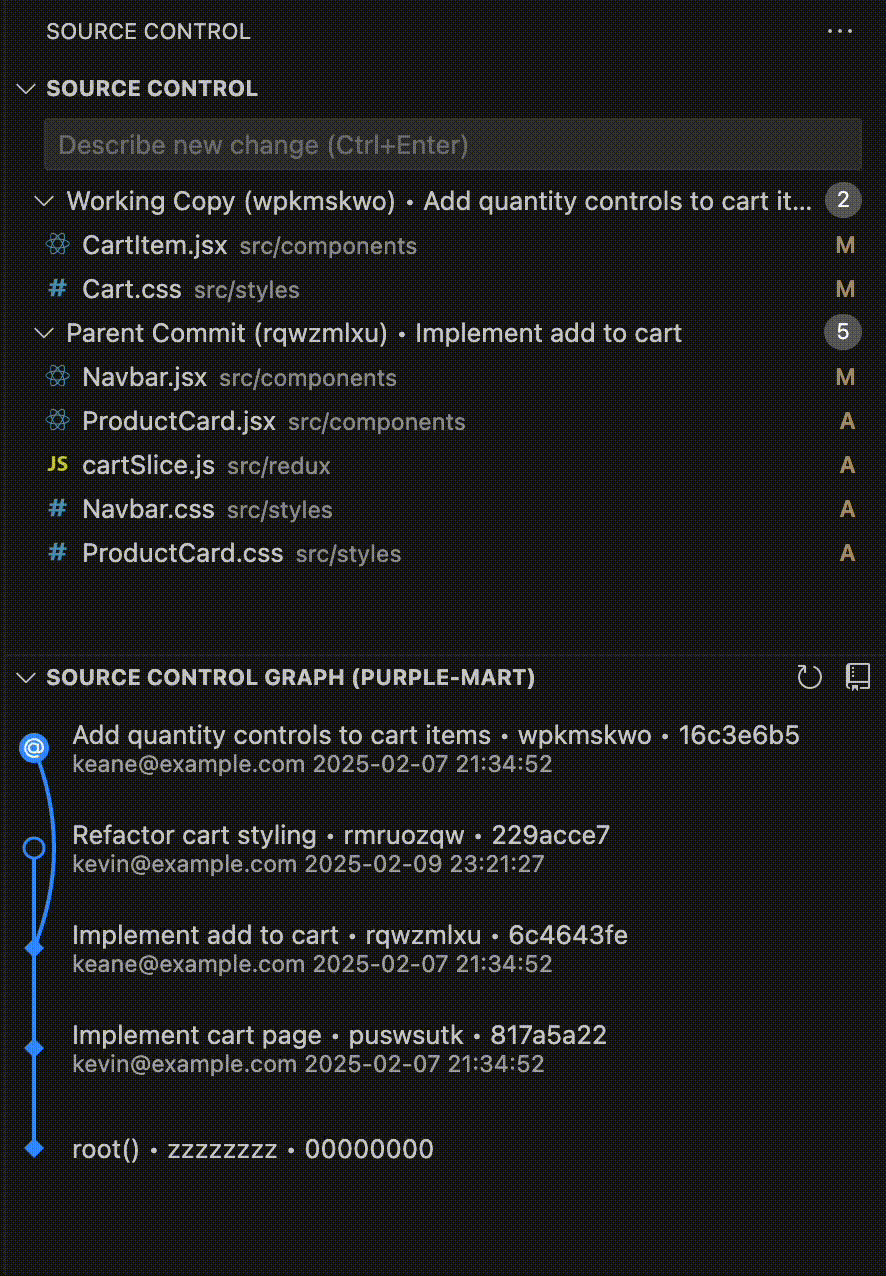 SOURCE CONTROL
SOURCE CONTROL
Describe new change (Ctrl+Enter)
Working Copy (wpkmskwo) • Add quantity controls to cart it... 2
CartItem.jsx src/components M
# Cart.css src/styles M
Parent Commit (rqwzmlxu) • Implement add to cart 5
Navbar.jsx src/components M
ProductCard.jsx src/components A
JS cartSlice.js src/redux A
# Navbar.css src/styles A
# ProductCard.css src/styles A
SOURCE CONTROL GRAPH (PURPLE-MART)
Add quantity controls to cart items • wpkmskwo • 16c3e6b5
@
keane@example.com 2025-02-07 21:34:52
Refactor cart styling • rmruozqw • 229acce7
kevin@example.com 2025-02-09 23:21:27
Implement add to cart • rqwzmlxu • 6c4643fe
keane@example.com 2025-02-07 21:34:52
Implement cart page • puswsutk • 817a5a22
kevin@example.com 2025-02-07 21:34:52
root() • zzzzzzzz • 00000000